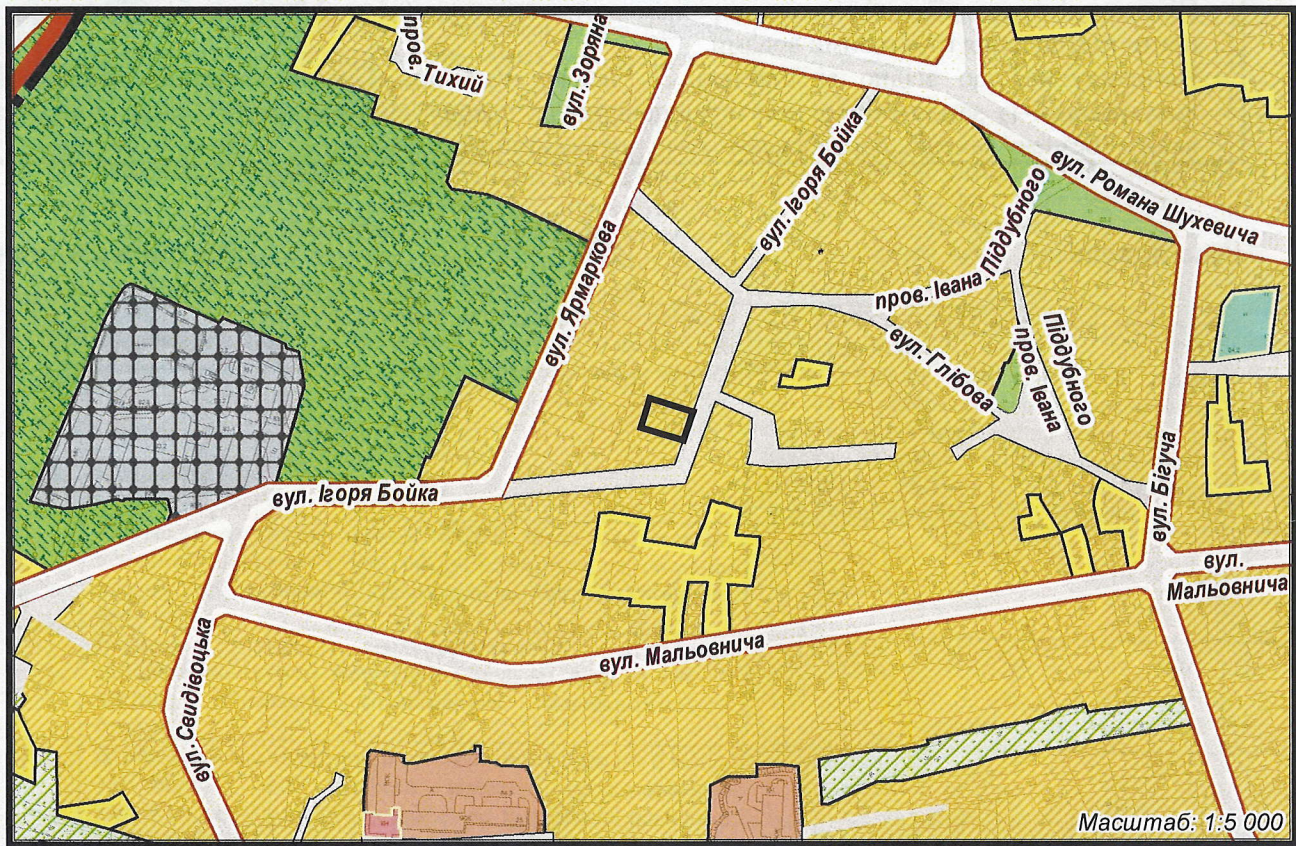 пров.
Тихий
вул. Зоряна
вул. Ігоря Бойка
вул. Романа Шухевича
вул. Ярмаркова
пров. Івана Піддубного
вул. Глібова
Піддубного
пров. Івана
вул. Бігуча
вул. Ігоря Бойка
вул.
Мальовнича
вул. Мальовнича
вул. Свидівоцька
Масштаб: 1:5 000